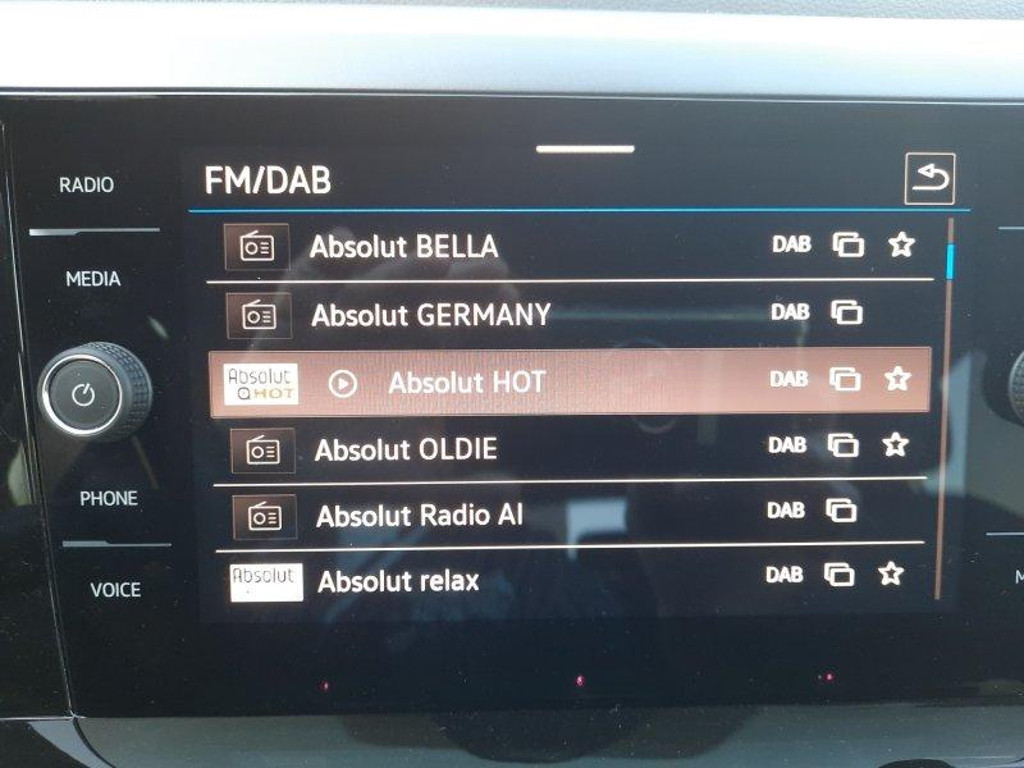 RADIO
MEDIA
PHONE
VOICE
FM/DAB
Absolut BELLA DAB
Absolut GERMANY DAB
Absolut HOT Absolut HOT DAB
Absolut OLDIE DAB
Absolut Radio AI DAB
Absolut Absolut relax DAB
M